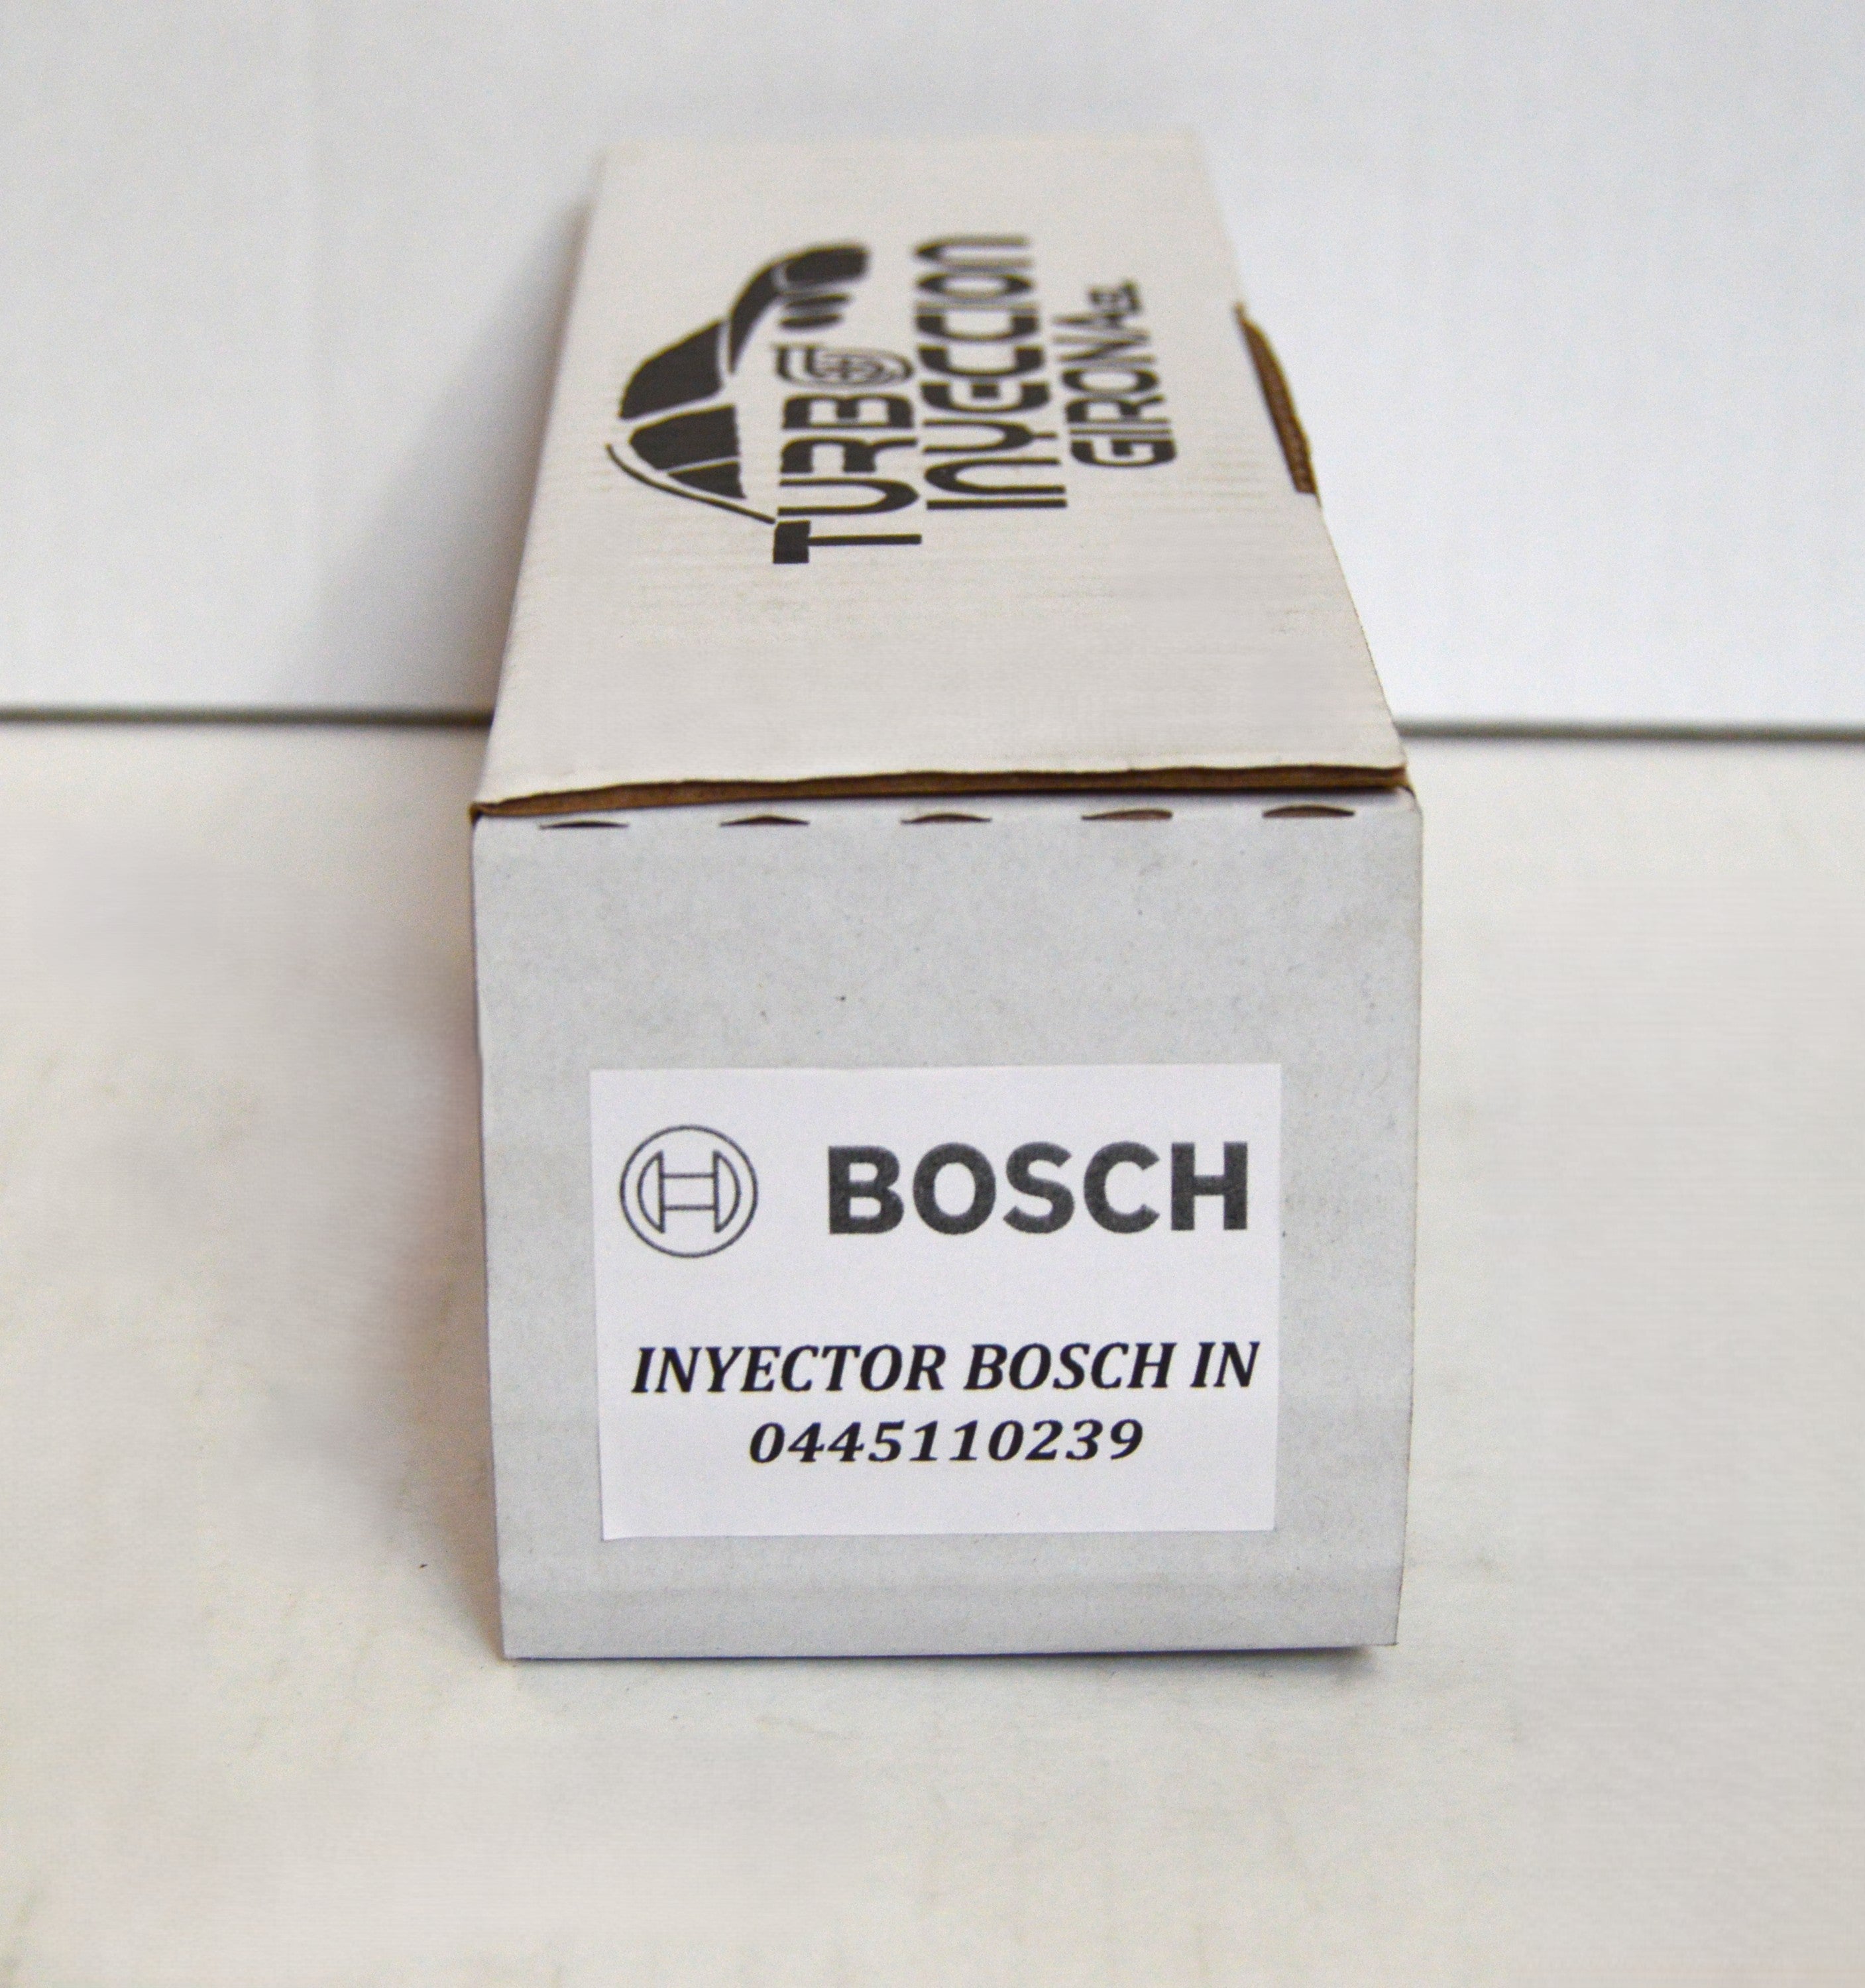 TURBO
INYECCION
GIRONA S.L.
BOSCH
INYECTOR BOSCH IN
0445110239